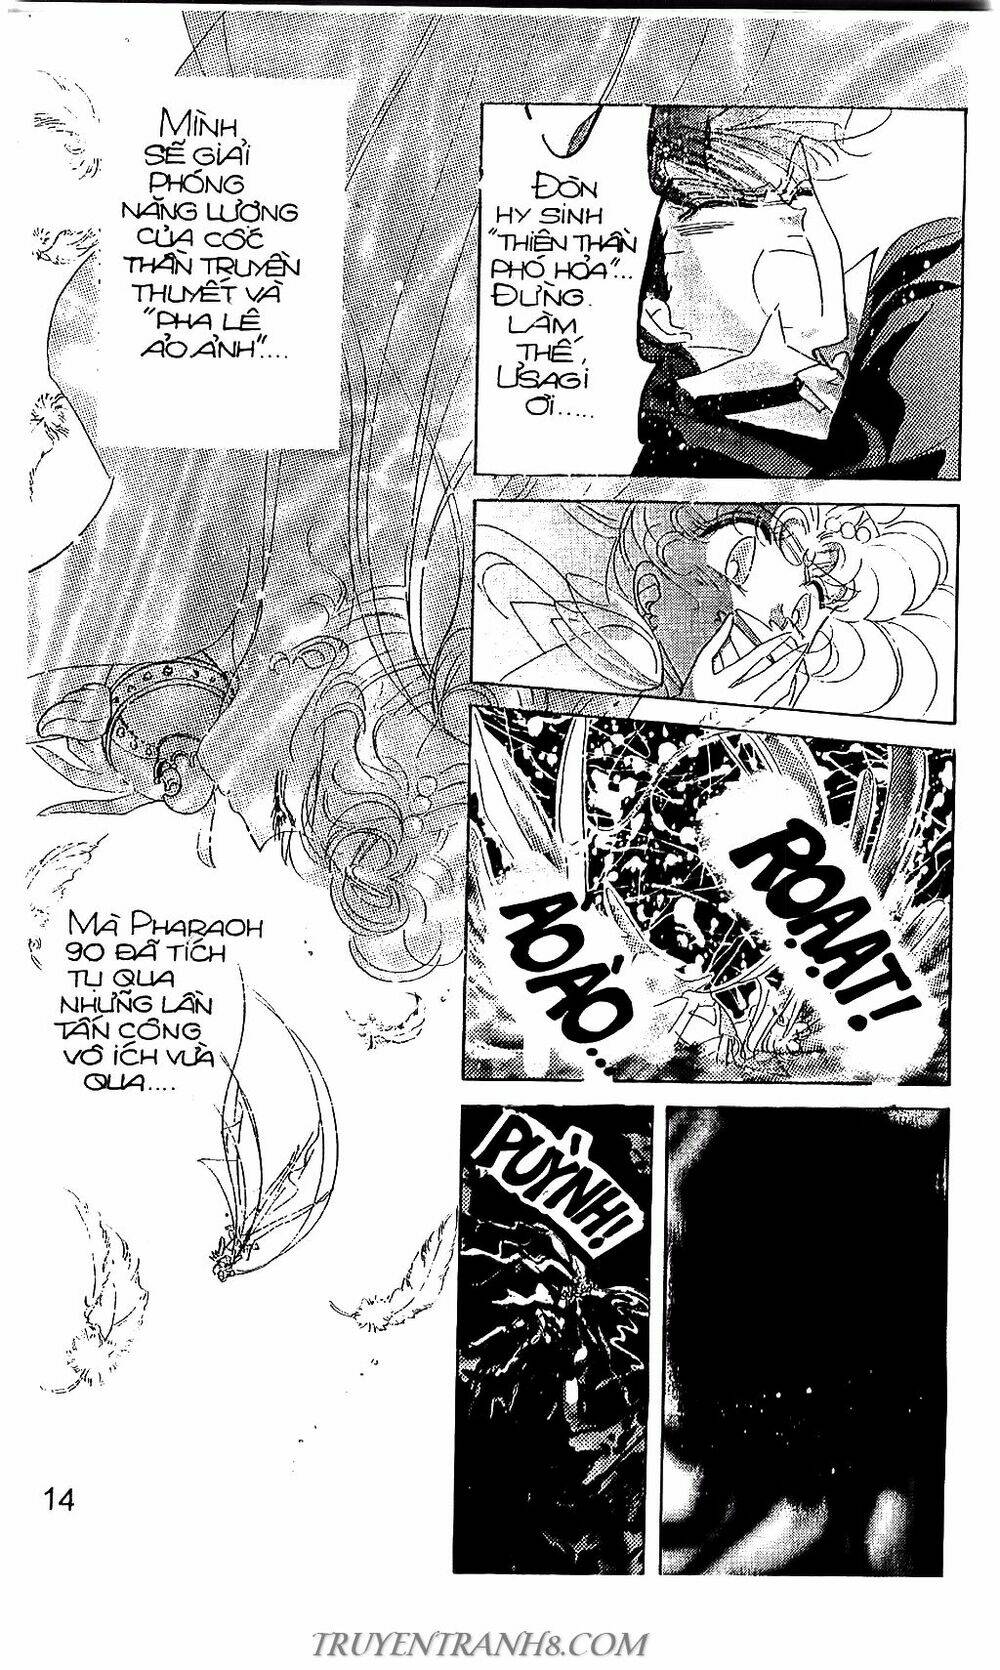 ĐÒN
HY SINH
"THIÊN THẦN
PHÓ HỎA"...
ĐỪNG
LÀM
THẾ,
USAGI
ƠI.....
MÌNH
SẼ GIẢI
PHÓNG
NĂNG LƯỢNG
CỦA CỐC
THẦN TRUYỀN
THUYẾT VÀ
"PHA LÊ
ẢO ẢNH"....
ROẠẠT!
ÀO ÀO...
PUỲNH!
MÀ PHARAOH
90 ĐÃ TÍCH
TỤ QUA
NHỮNG LẦN
TẤN CÔNG
VÔ ÍCH VỪA
QUA....
14
TRUYENTRANH8.COM